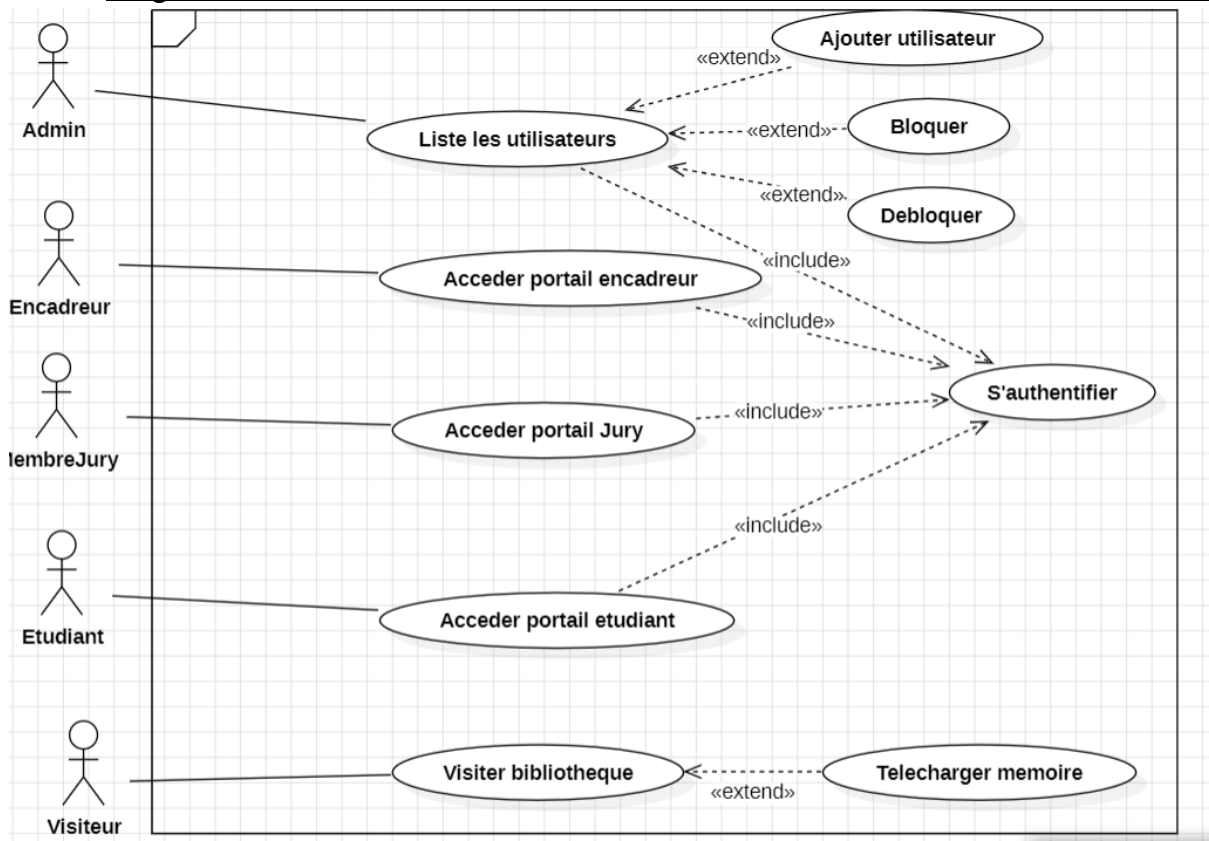 Ajouter utilisateur
«extend»
Admin
Liste les utilisateurs
«extend»
Bloquer
«extend»
Debloquer
«include»
Encadreur
Acceder portail encadreur
«include»
S'authentifier
MembreJury
Acceder portail Jury
«include»
«include»
Etudiant
Acceder portail etudiant
Visiteur
Visiter bibliotheque
«extend»
Telecharger memoire